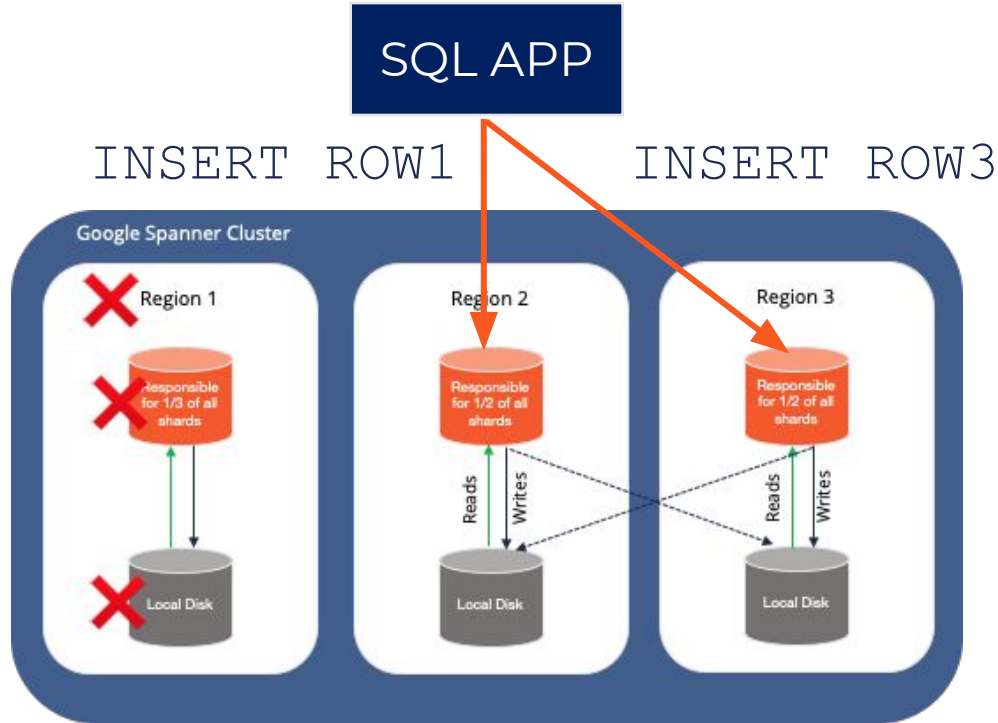 SQL APP
INSERT ROW1
INSERT ROW3
Google Spanner Cluster
Region 1
Region 2
Region 3
Responsible
for 1/3 of all
shards
Responsible
for 1/2 of all
shards
Responsible
for 1/2 of all
shards
Reads
Writes
Reads
Writes
Local Disk
Local Disk
Local Disk